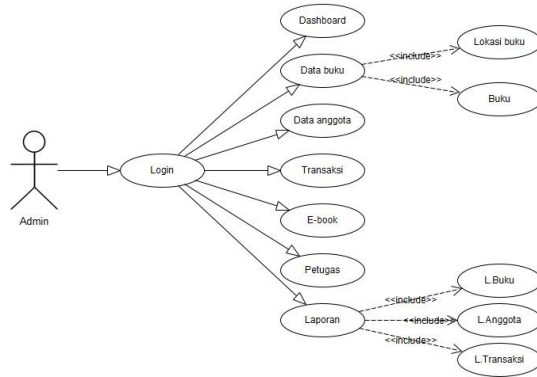 Dashboard
Data buku
<<include>>
Lokasi buku
<<include>>
Buku
Data anggota
Admin
Login
Transaksi
E-book
Petugas
Laporan
<<include>>
L.Buku
<<include>>
L.Anggota
<<include>>
L.Transaksi